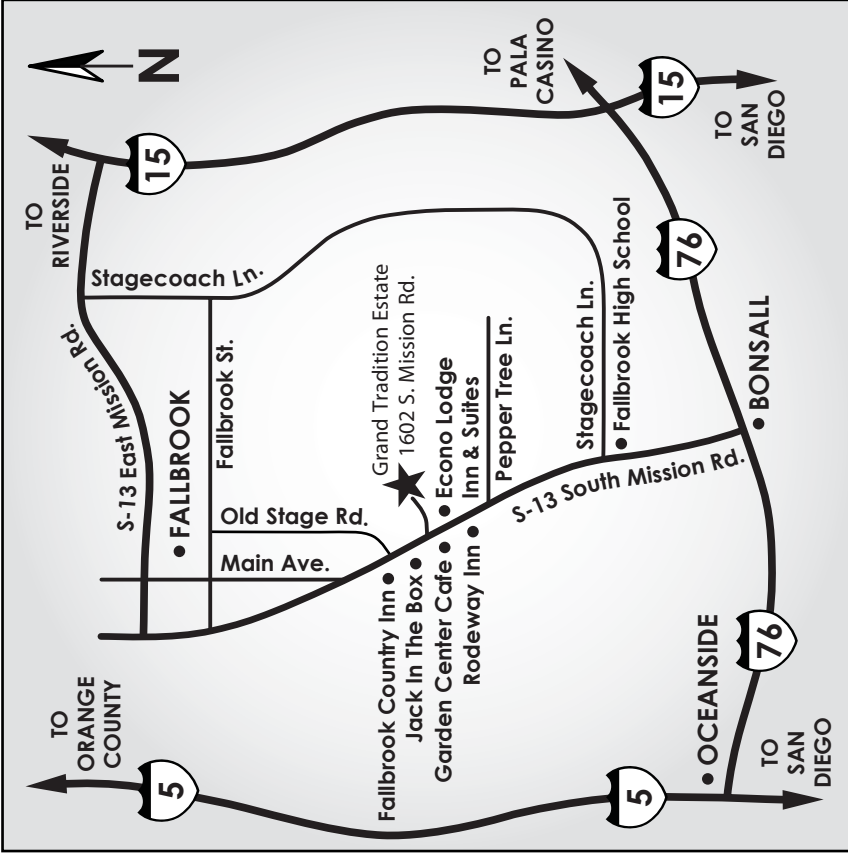 TO
ORANGE
COUNTY
TO
RIVERSIDE
N
5
15
S-13 East Mission Rd.
Stagecoach Ln.
FALLBROOK
Fallbrook St.
Main Ave.
Old Stage Rd.
Grand Tradition Estate
1602 S. Mission Rd.
Fallbrook Country Inn
Jack In The Box
Garden Center Cafe
Rodeway Inn
Econo Lodge
Inn & Suites
Pepper Tree Ln.
TO
PALA
CASINO
Stagecoach Ln.
Fallbrook High School
S-13 South Mission Rd.
5
15
76
OCEANSIDE
BONSALL
76
TO
SAN
DIEGO
TO
SAN
DIEGO